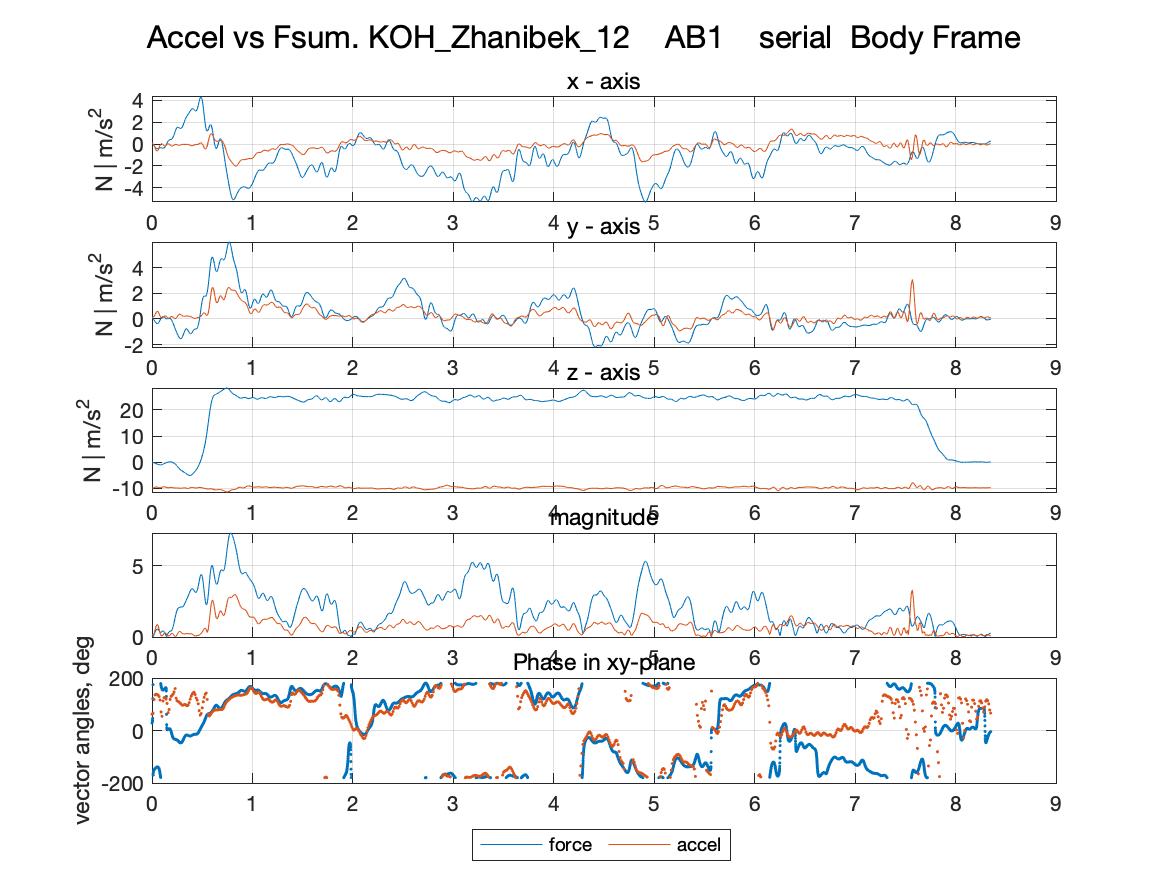 Accel vs Fsum. KOH_Zhanibek_12 AB1 serial Body Frame
x - axis
N | m/s2
4
2
0
-2
-4
0 1 2 3 4 5 6 7 8 9
y - axis
N | m/s2
4
2
0
-2
0 1 2 3 4 5 6 7 8 9
z - axis
N | m/s2
20
10
0
-10
0 1 2 3 4 5 6 7 8 9
magnitude
5
0
0 1 2 3 4 5 6 7 8 9
Phase in xy-plane
vector angles, deg
200
0
-200
0 1 2 3 4 5 6 7 8 9
force accel